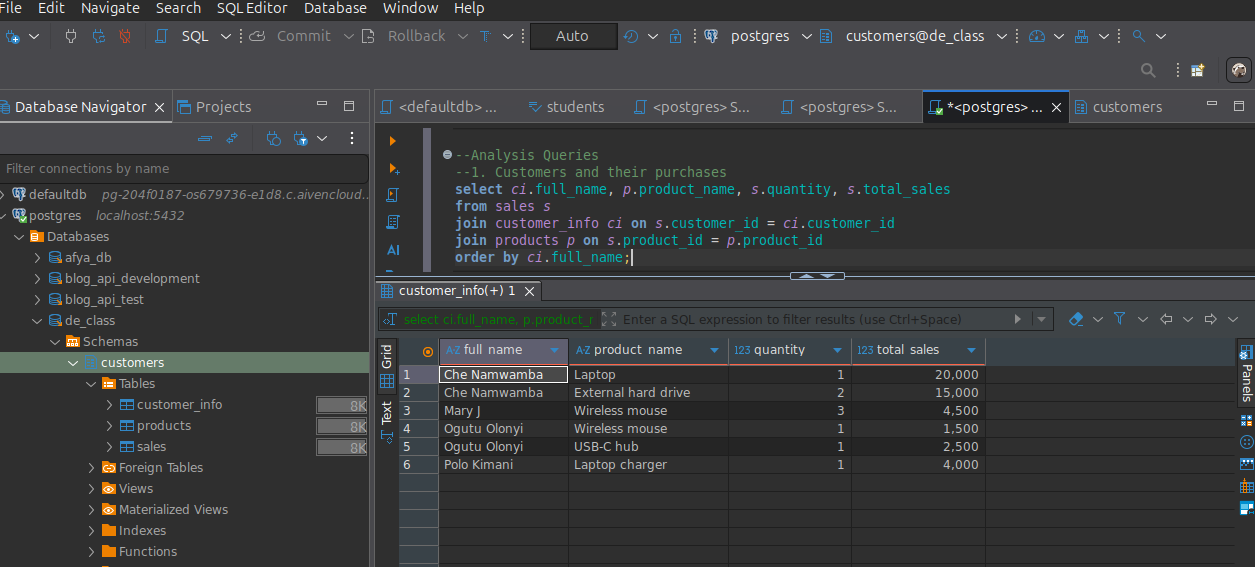 File Edit Navigate Search SQL Editor Database Window Help
SQL Commit Rollback T Auto postgres customers@de_class
Database Navigator Projects
<defaultdb> ... students <postgres> S... <postgres> S... *<postgres> ... customers
Filter connections by name
defaultdb pg-204f0187-os679736-e1d8.c.aivencloud...
postgres localhost:5432
Databases
afya_db
blog_api_development
blog_api_test
de_class
Schemas
customers
Tables
customer_info 8K
products 8K
sales 8K
Foreign Tables
Views
Materialized Views
Indexes
Functions
AI
--Analysis Queries
--1. Customers and their purchases
select ci.full_name, p.product_name, s.quantity, s.total_sales
from sales s
join customer_info ci on s.customer_id = ci.customer_id
join products p on s.product_id = p.product_id
order by ci.full_name;
customer_info(+) 1
select ci.full_name, p.product_r Enter a SQL expression to filter results (use Ctrl+Space)
Grid
Text
Panels
A-Z full_name A-Z product_name 123 quantity 123 total_sales
1 Che Namwamba Laptop 1 20,000
2 Che Namwamba External hard drive 2 15,000
3 Mary J Wireless mouse 3 4,500
4 Ogutu Olonyi Wireless mouse 1 1,500
5 Ogutu Olonyi USB-C hub 1 2,500
6 Polo Kimani Laptop charger 1 4,000